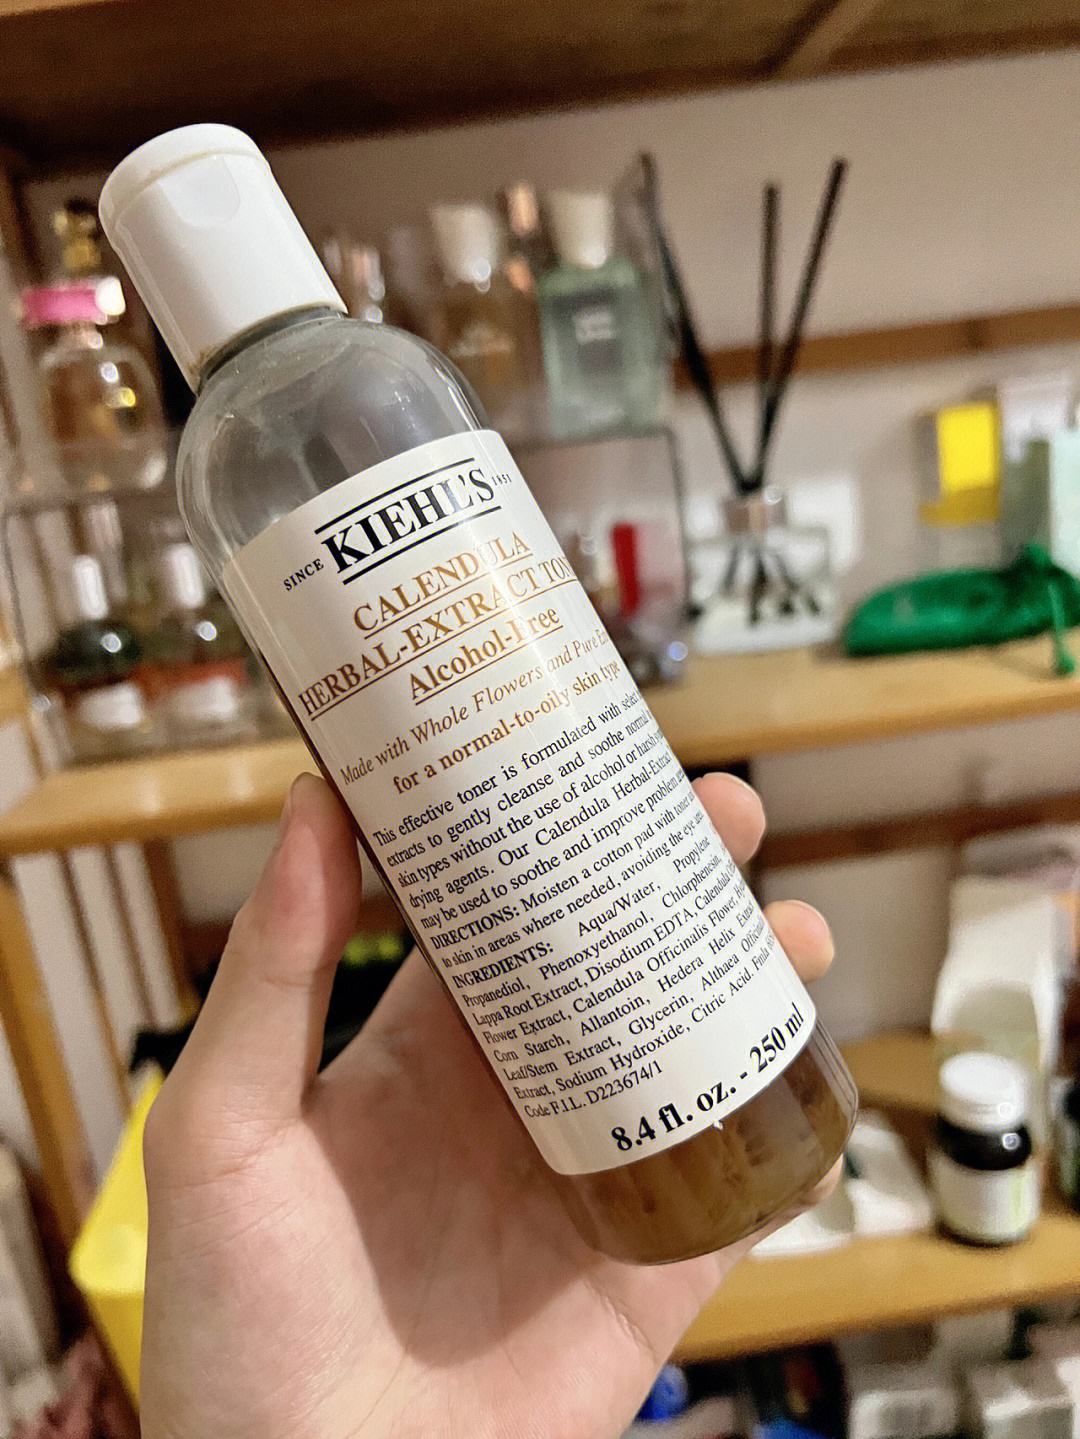 SINCE KIEHL'S 1851
CALENDULA
HERBAL-EXTRACT
Alcohol-Free
Made with Whole Flowers and Pure
for a normal-to-oily skin type
This effective toner is formulated with select
extracts to gently cleanse and soothe normal
skin types without the use of alcohol or harsh
drying agents. Our Calendula Herbal-Extract
may be used to soothe and improve problem
DIRECTIONS: Moisten a cotton pad with toner
to skin in areas where needed, avoiding the eye
INGREDIENTS: Aqua/Water, Propylene
Propanediol, Phenoxyethanol, Chlorphenesin,
Lappa Root Extract, Disodium EDTA, Calendula
Flower Extract, Calendula Officinalis Flower,
Corn Starch, Allantoin, Hedera Helix
Leaf/Stem Extract, Glycerin, Althaea
Extract, Sodium Hydroxide, Citric Acid. Fmla
Code F.I.L. D223674/1
8.4 fl. oz. - 250 ml